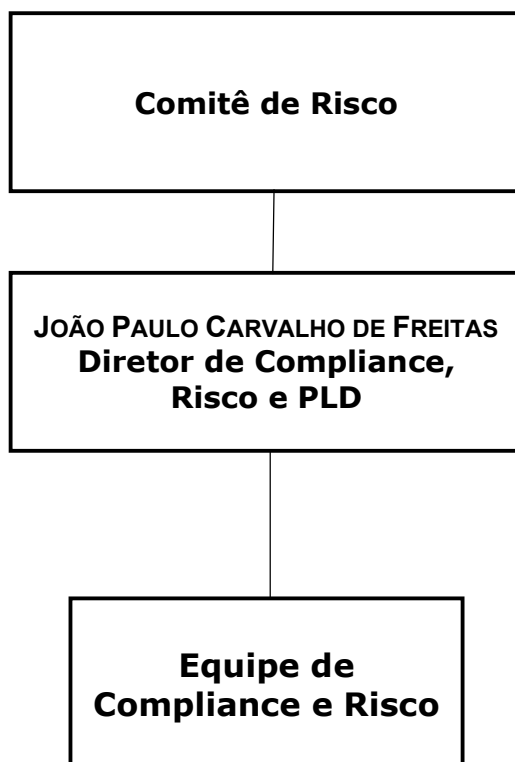 Comitê de Risco
JOÃO PAULO CARVALHO DE FREITAS
Diretor de Compliance,
Risco e PLD
Equipe de
Compliance e Risco